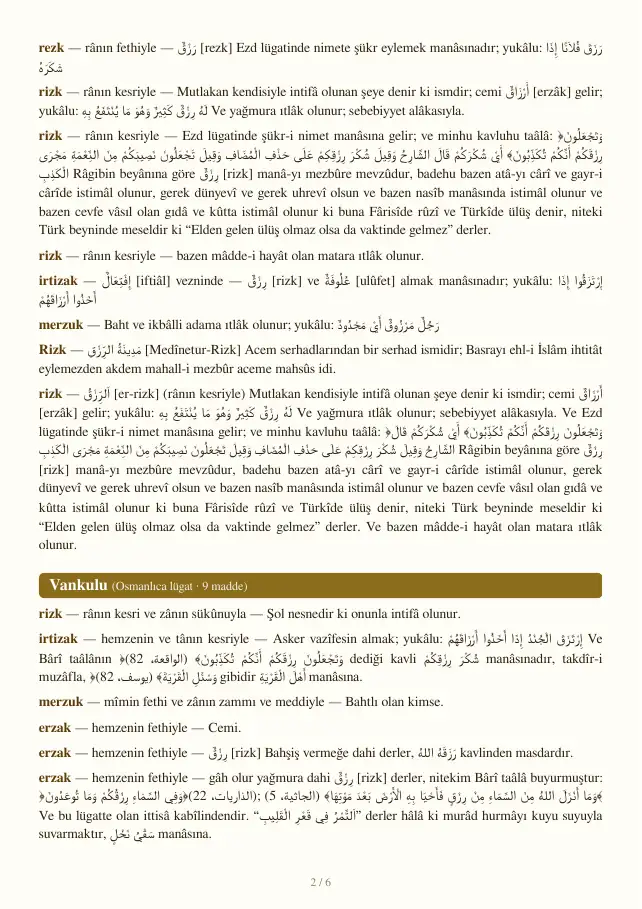 rezk — rânın fethiyle — رَزْقٌ [rezk] Ezd lügatinde nimete şükr eylemek manâsınadır; yukâlu: رَزَقَ فُلَانًا إِذَا
شَكَرَهُ
rizk — rânın kesriyle — Mutlakan kendisiyle intifâ olunan şeye denir ki ismdir; cemi أَرْزَاقٌ [erzâk] gelir;
yukâlu: لَهُ رِزْقٌ كَثِيرٌ وَهُوَ مَا يُنْتَفَعُ بِهِ Ve yağmura ıtlâk olunur; sebebiyyet alâkasıyla.
rizk — rânın kesriyle — Ezd lügatinde şükr-i nimet manâsına gelir; ve minhu kavluhu taâlâ: ﴿وَتَجْعَلُونَ
رِزْقَكُمْ أَنَّكُمْ تُكَذِّبُونَ﴾ أَيْ شُكْرَكُمْ قَالَ الشَّارِحُ وَقِيلَ شُكْرَ رِزْقِكِمْ عَلَى حَذْفِ الْمُضَافِ وَقِيلَ تَجْعَلُونَ نَصِيبَكُمْ مِنَ النِّعْمَةِ مَجْرَى
الْكَذِبِ Râgibin beyânına göre رِزْقٌ [rizk] manâ-yı mezbûre mevzûdur, badehu bazen atâ-yı cârî ve gayr-i
cârîde istimâl olunur, gerek dünyevî ve gerek uhrevî olsun ve bazen nasîb manâsında istimâl olunur ve
bazen cevfe vâsıl olan gıdâ ve kûtta istimâl olunur ki buna Fârisîde rûzî ve Türkîde ülüş denir, niteki
Türk beyninde meseldir ki “Elden gelen ülüş olmaz olsa da vaktinde gelmez” derler.
rizk — rânın kesriyle — bazen mâdde-i hayât olan matara ıtlâk olunur.
irtizak — إِفْتِعَالٌ [iftiâl] vezninde — رِزْقٌ [rizk] ve عُلُوفَةٌ [ulûfet] almak manâsınadır; yukâlu: إِرْتَزَقُوا إِذَا
أَخَذُوا أَرْزَاقَهُمْ
merzuk — Baht ve ikbâlli adama ıtlâk olunur; yukâlu: رَجُلٌ مَرْزُوقٌ أَيْ مَجْدُودٌ
Rizk — مَدِينَةُ الرِّزْقِ [Medînetur-Rizk] Acem serhadlarından bir serhad ismidir; Basrayı ehl-i İslâm ihtitât
eylemezden akdem mahall-i mezbûr aceme mahsûs idi.
rizk — اَلرِّزْقُ [er-rizk] (rânın kesriyle) Mutlakan kendisiyle intifâ olunan şeye denir ki ismdir; cemi أَرْزَاقٌ
[erzâk] gelir; yukâlu: لَهُ رِزْقٌ كَثِيرٌ وَهُوَ مَا يُنْتَفَعُ بِهِ Ve yağmura ıtlâk olunur; sebebiyyet alâkasıyla. Ve Ezd
lügatinde şükr-i nimet manâsına gelir; ve minhu kavluhu taâlâ: ﴿وَتَجْعَلُونَ رِزْقَكُمْ أَنَّكُمْ تُكَذِّبُونَ﴾ أَيْ شُكْرَكُمْ قَالَ
الشَّارِحُ وَقِيلَ شُكْرَ رِزْقِكِمْ عَلَى حَذْفِ الْمُضَافِ وَقِيلَ تَجْعَلُونَ نَصِيبَكُمْ مِنَ النِّعْمَةِ مَجْرَى الْكَذِبِ Râgibin beyânına göre رِزْقٌ
[rizk] manâ-yı mezbûre mevzûdur, badehu bazen atâ-yı cârî ve gayr-i cârîde istimâl olunur, gerek
dünyevî ve gerek uhrevî olsun ve bazen nasîb manâsında istimâl olunur ve bazen cevfe vâsıl olan gıdâ ve
kûtta istimâl olunur ki buna Fârisîde rûzî ve Türkîde ülüş denir, niteki Türk beyninde meseldir ki
“Elden gelen ülüş olmaz olsa da vaktinde gelmez” derler. Ve bazen mâdde-i hayât olan matara ıtlâk
olunur.
Vankulu (Osmanlıca lügat · 9 madde)
rizk — rânın kesri ve zânın sükûnuyla — Şol nesnedir ki onunla intifâ olunur.
irtizak — hemzenin ve tânın kesriyle — Asker vazîfesin almak; yukâlu: إِرْتَزَقَ الْجُنْدُ إِذَا أَخَذُوا أَرْزَاقَهُمْ Ve
Bârî taâlânın ﴿وَتَجْعَلُونَ رِزْقَكُمْ أَنَّكُمْ تُكَذِّبُونَ﴾ (الواقعة، 82) dediği kavli شُكْرَ رِزْقِكُمْ manâsınadır, takdîr-i
muzâfla, ﴿وَسْئَلِ الْقَرْيَةَ﴾ (يوسف، 82) gibidir أَهْلَ الْقَرْيَةِ manâsına.
merzuk — mîmin fethi ve zânın zammı ve meddiyle — Bahtlı olan kimse.
erzak — hemzenin fethiyle — Cemi.
erzak — hemzenin fethiyle — رِزْقٌ [rizk] Bahşiş vermeğe dahi derler, رَزَقَهُ اللهُ kavlinden masdardır.
erzak — hemzenin fethiyle — gâh olur yağmura dahi رِزْقٌ [rizk] derler, nitekim Bârî taâlâ buyurmuştur:
﴿وَمَا أَنْزَلَ اللهُ مِنَ السَّمَاءِ مِنْ رِزْقٍ فَأَحْيَا بِهِ الْأَرْضَ بَعْدَ مَوْتِهَا﴾ (الجاثية، 5); (الذاريات، 22)﴿وَفِي السَّمَاءِ رِزْقُكُمْ وَمَا تُوعَدُونَ﴾
Ve bu lügatte olan ittisâ kabîlindendir. “اَلتَّمْرُ فِي قَعْرِ الْقَلِيبِ” derler hâlâ ki murâd hurmâyı kuyu suyuyla
suvarmaktır, سَقْيُ نَخْلٍ manâsına.
2 / 6